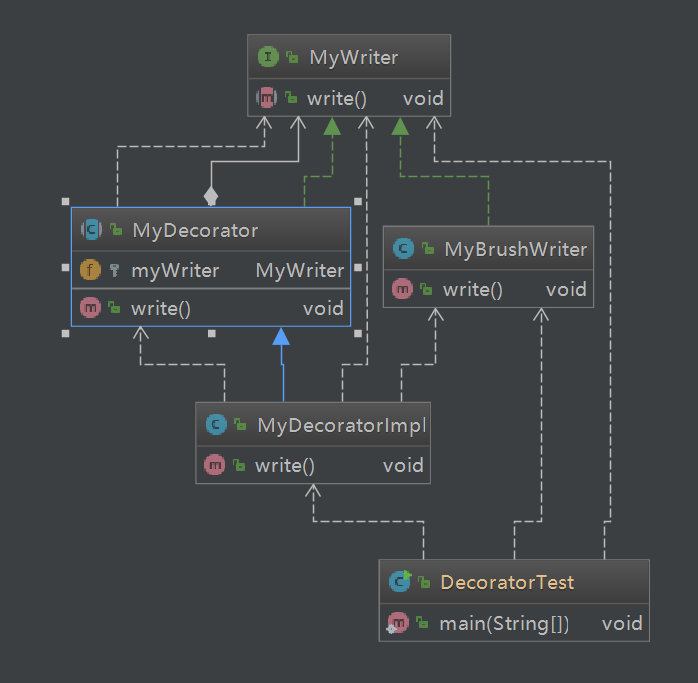 I MyWriter
m write() void
C MyDecorator
f myWriter MyWriter
m write() void
C MyBrushWriter
m write() void
C MyDecoratorImpl
m write() void
C DecoratorTest
m main(String[]) void